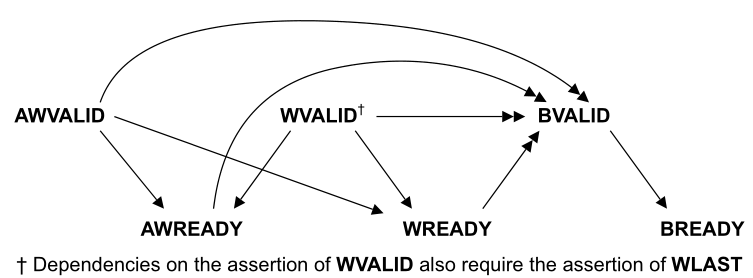 AWVALID WVALID† BVALID
AWREADY WREADY BREADY
† Dependencies on the assertion of WVALID also require the assertion of WLAST